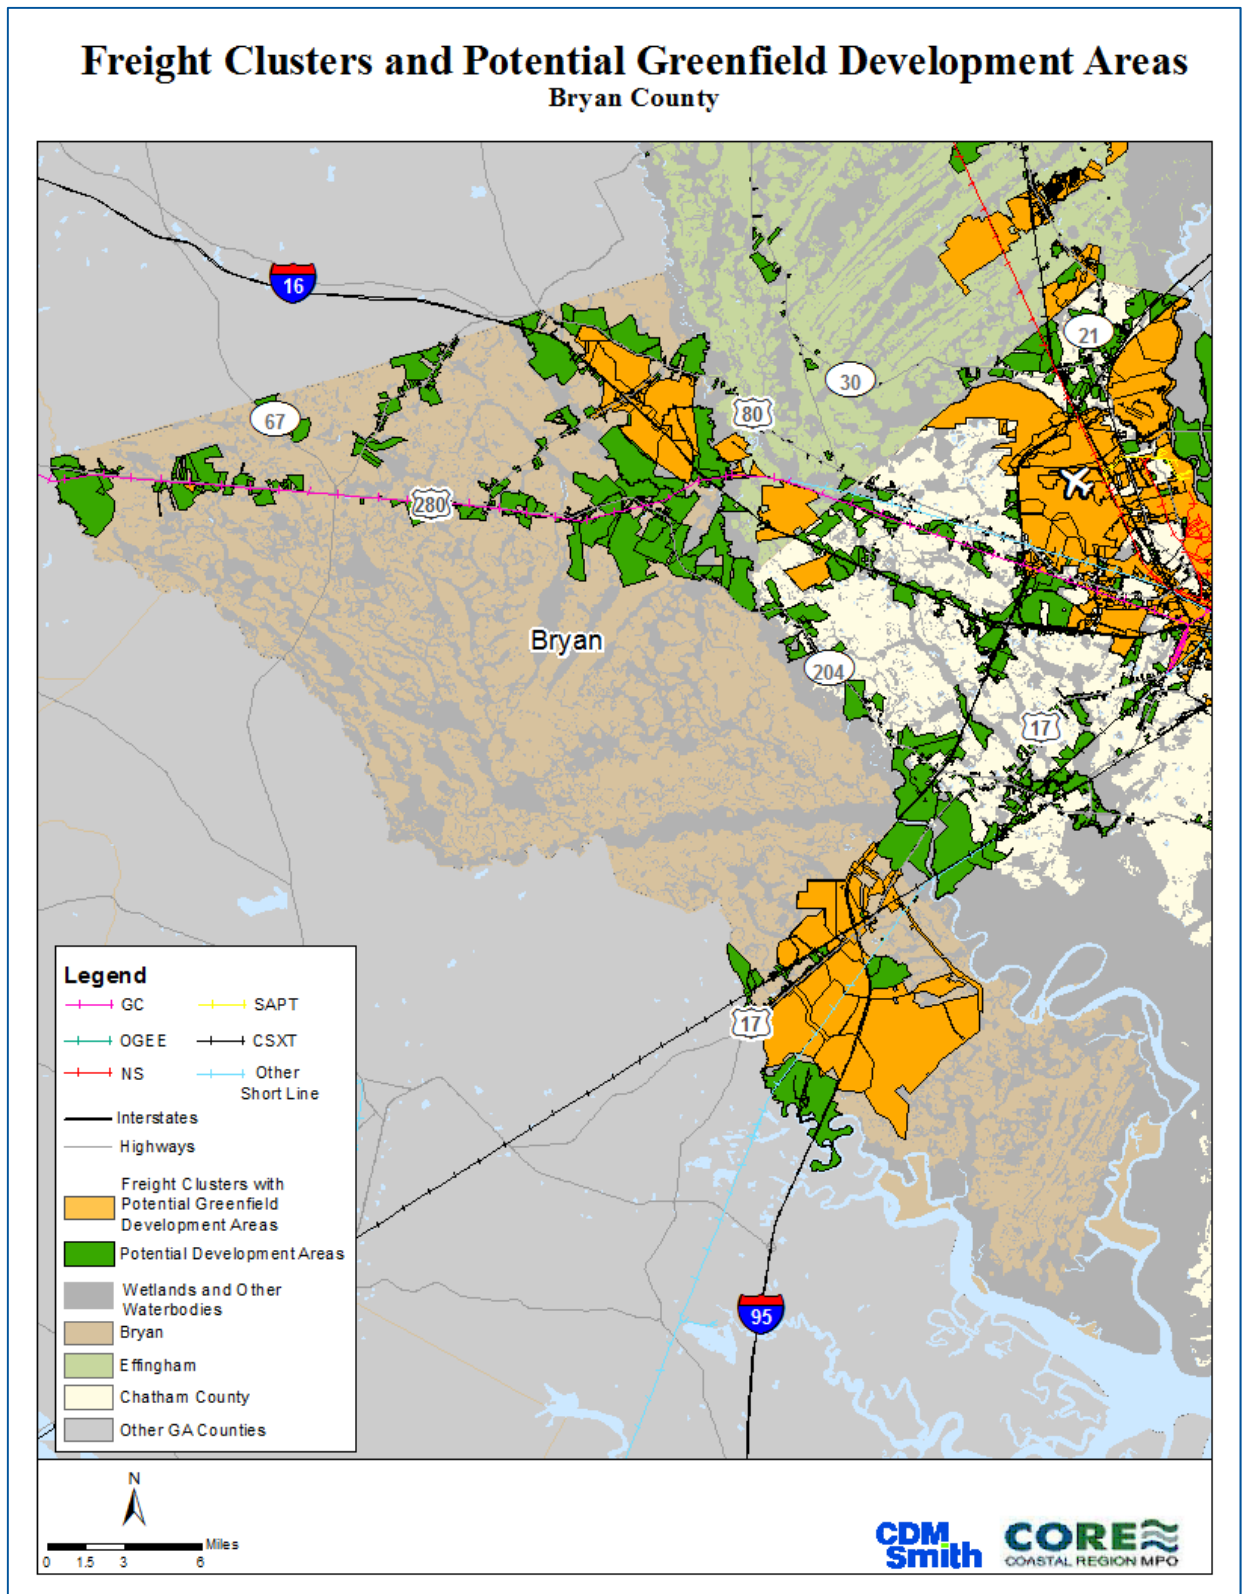 Freight Clusters and Potential Greenfield Development Areas
Bryan County
16
21
30
80
67
280
Bryan
204
17
17
95
Legend
GC
SAPT
OGEE
CSXT
NS
Other
Short Line
Interstates
Highways
Freight Clusters with
Potential Greenfield
Development Areas
Potential Development Areas
Wetlands and Other
Waterbodies
Bryan
Effingham
Chatham County
Other GA Counties
N
Miles
0 1.5 3 6
CDM
Smith
CORE
COASTAL REGION MPO